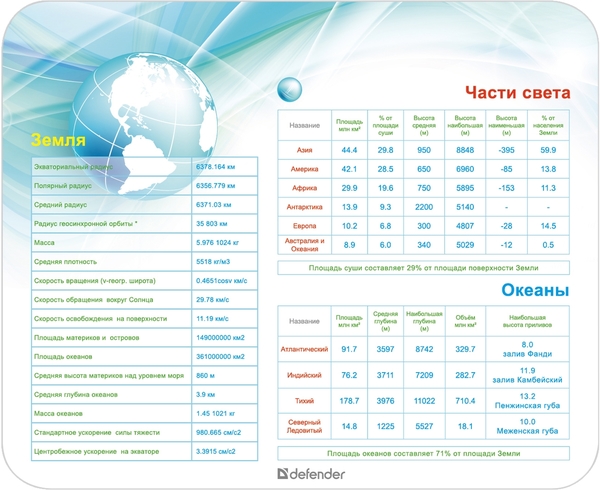 Земля
Экваториальный радиус 6378.164 км
Полярный радиус 6356.779 км
Средний радиус 6371.03 км
Радиус геосинхронной орбиты * 35 803 км
Масса 5.976 1024 кг
Средняя плотность 5518 кг/м3
Скорость вращения (v-геогр. широта) 0.4651cosv км/с
Скорость обращения вокруг Солнца 29.78 км/с
Скорость освобождения на поверхности 11.19 км/с
Площадь материков и островов 149000000 км2
Площадь океанов 361000000 км2
Средняя высота материков над уровнем моря 860 м
Средняя глубина океанов 3.9 км
Масса океанов 1.45 1021 кг
Стандартное ускорение силы тяжести 980.665 см/с2
Центробежное ускорение на экваторе 3.3915 см/с2
Части света
Название Площадь млн км² % от площади суши Высота средняя (м) Высота наибольшая (м) Высота наименьшая (м) % от населения Земли
Азия 44.4 29.8 950 8848 -395 59.9
Америка 42.1 28.5 650 6960 -85 13.8
Африка 29.9 19.6 750 5895 -153 11.3
Антарктика 13.9 9.3 2200 5140 - -
Европа 10.2 6.8 300 4807 -28 14.5
Австралия и Океания 8.9 6.0 340 5029 -12 0.5
Площадь суши составляет 29% от площади поверхности Земли
Океаны
Название Площадь млн км² Средняя глубина (м) Наибольшая глубина (м) Объём млн км³ Наибольшая высота приливов
Атлантический 91.7 3597 8742 329.7 8.0 залив Фанди
Индийский 76.2 3711 7209 282.7 11.9 залив Камбейский
Тихий 178.7 3976 11022 710.4 13.2 Пенжинская губа
Северный Ледовитый 14.8 1225 5527 18.1 10.0 Меженская губа
Площадь океанов составляет 71% от площади Земли
defender